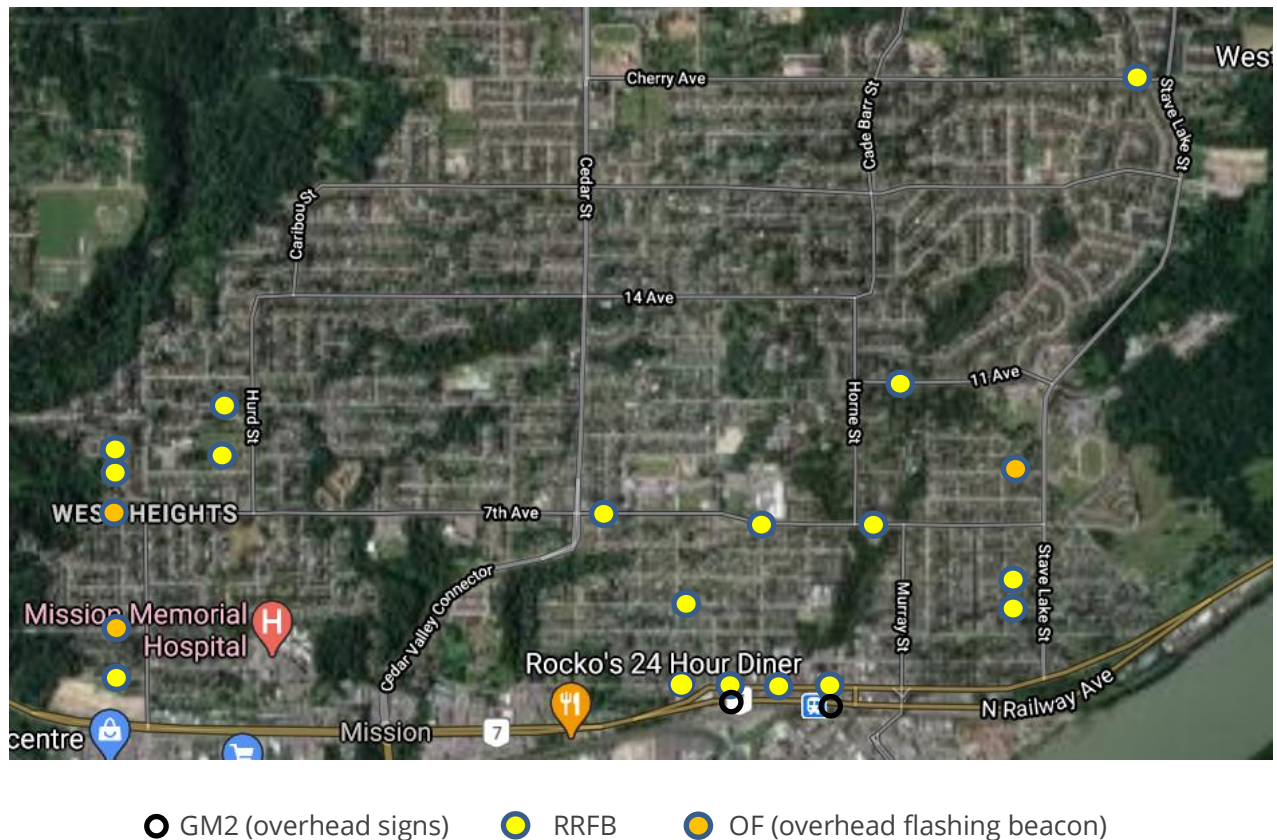 West
Cherry Ave
Stave Lake St
Cade Barr St
Cedar St
Caribou St
14 Ave
11 Ave
Hurd St
Horne St
WES HEIGHTS
7th Ave
Stave Lake St
Cedar Valley Connector
Murray St
Mission Memorial
Hospital
H
Rocko's 24 Hour Diner
N Railway Ave
centre
Mission
7
GM2 (overhead signs) RRFB OF (overhead flashing beacon)